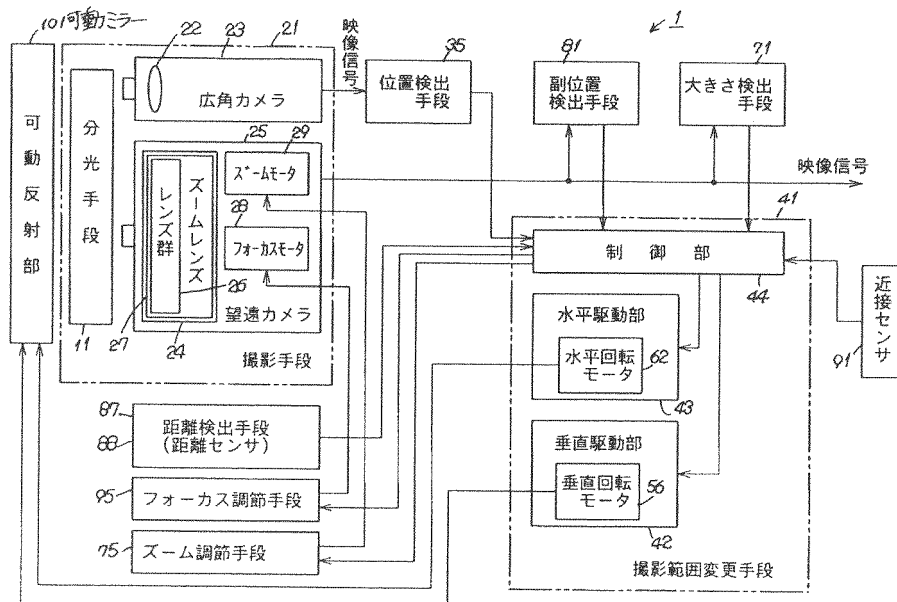 101可動ミラー
22
23
21
映像信号
35
81
1
71
可動反射部
分光手段
広角カメラ
位置検出
手段
副位置
検出手段
大きさ検出
手段
25
29
ズームモータ
28
フォーカスモータ
レンズ群
ズームレンズ
26
望遠カメラ
11
27
24
撮影手段
映像信号
41
制御部
44
近接センサ
91
水平駆動部
水平回転
モータ
62
43
87
88
距離検出手段
(距離センサ)
垂直駆動部
垂直回転
モータ
56
42
95
フォーカス調節手段
75
ズーム調節手段
撮影範囲変更手段